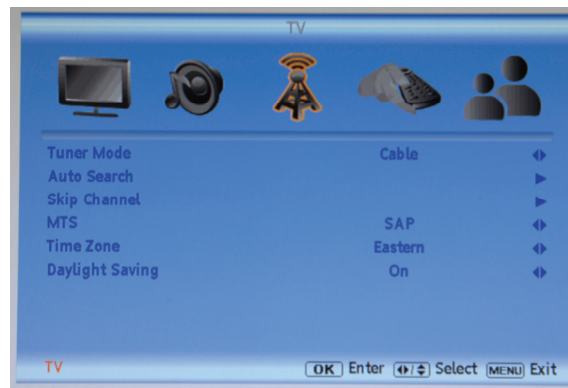 TV
Tuner Mode Cable
Auto Search
Skip Channel
MTS SAP
Time Zone Eastern
Daylight Saving On
TV OK Enter Select MENU Exit